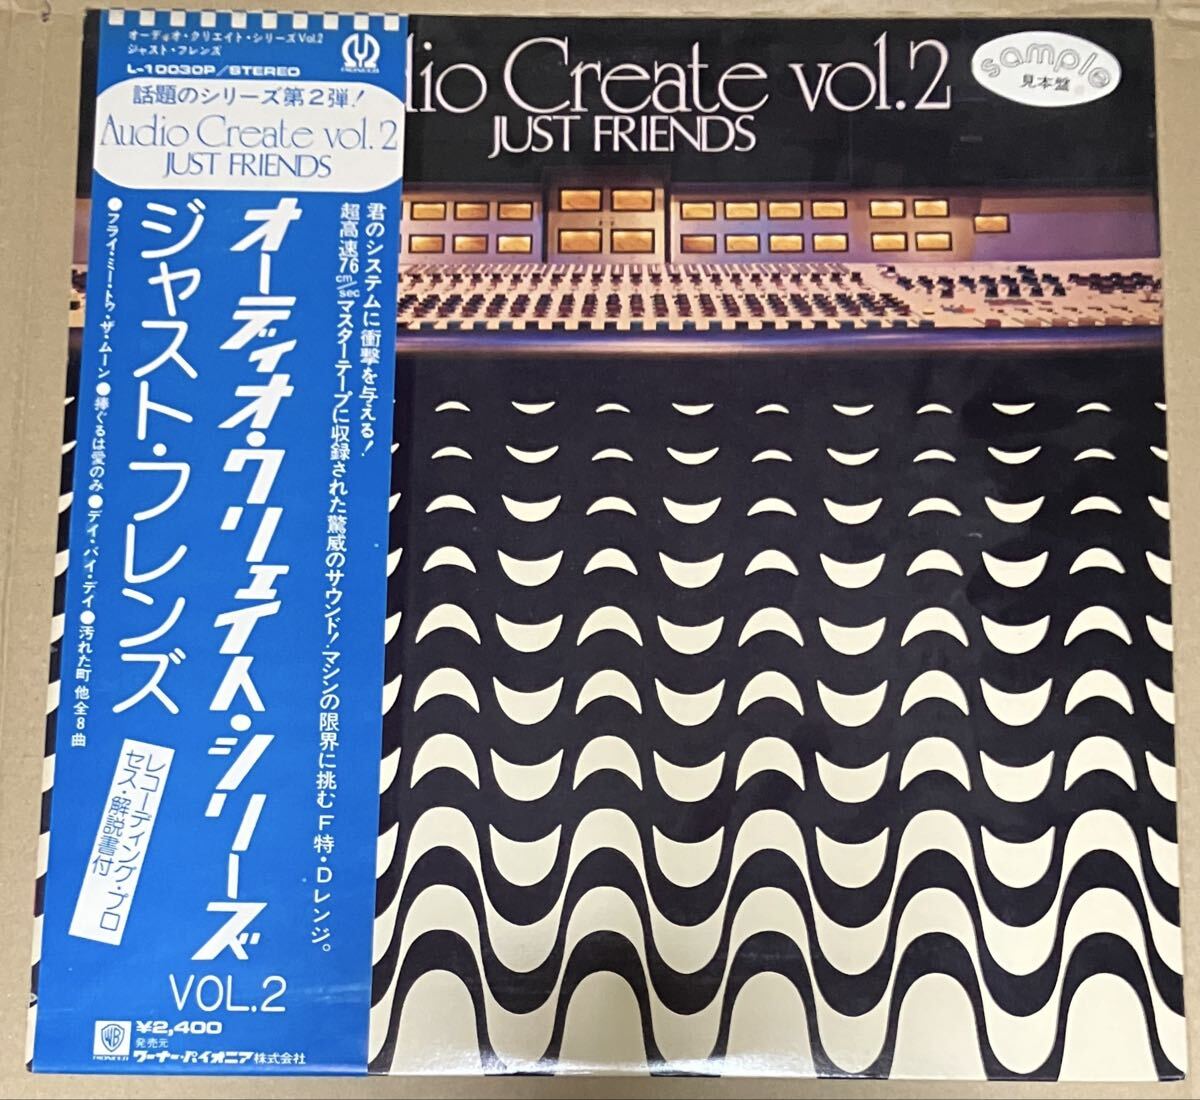 オーディオ・クリエイト・シリーズVol.2
ジャスト・フレンズ
L-10030P/STEREO
PIONEER
話題のシリーズ第2弾!
Audio Create vol.2
JUST FRIENDS
dio Create vol.2
JUST FRIENDS
sample
見本盤
君のシステムに衝撃を与える!
超高速76cm/secマスターテープに収録された驚威のサウンド!マシンの限界に挑むF特・Dレンジ。
オーディオ・クリエイト・シリーズ
VOL.2
ジャスト・フレンズ
●フライ・ミー・トゥ・ザ・ムーン●捧ぐるは愛のみ●デイ・バイ・デイ●汚れた町 他全8曲
レコーディング・プロ
セス・解説書付
WB
PIONEER
¥2,400
発売元
ワーナー・パイオニア株式会社